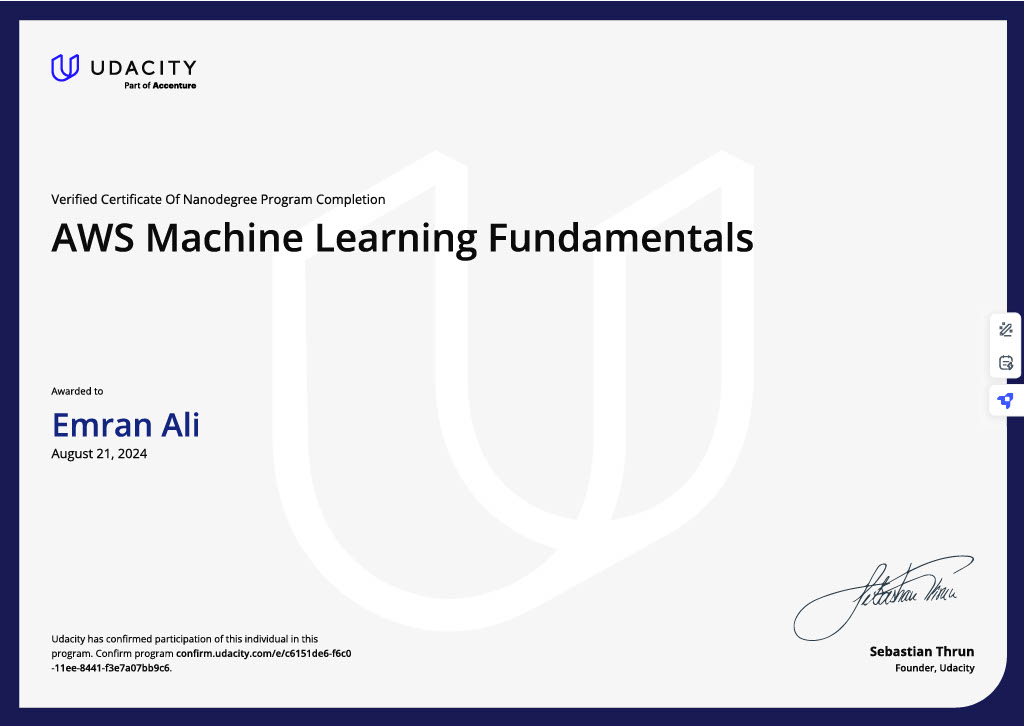 UDACITY
Part of Accenture
Verified Certificate Of Nanodegree Program Completion
AWS Machine Learning Fundamentals
Awarded to
Emran Ali
August 21, 2024
Udacity has confirmed participation of this individual in this
program. Confirm program confirm.udacity.com/e/c6151de6-f6c0
-11ee-8441-f3e7a07bb9c6.
Sebastian Thrun
Sebastian Thrun
Founder, Udacity